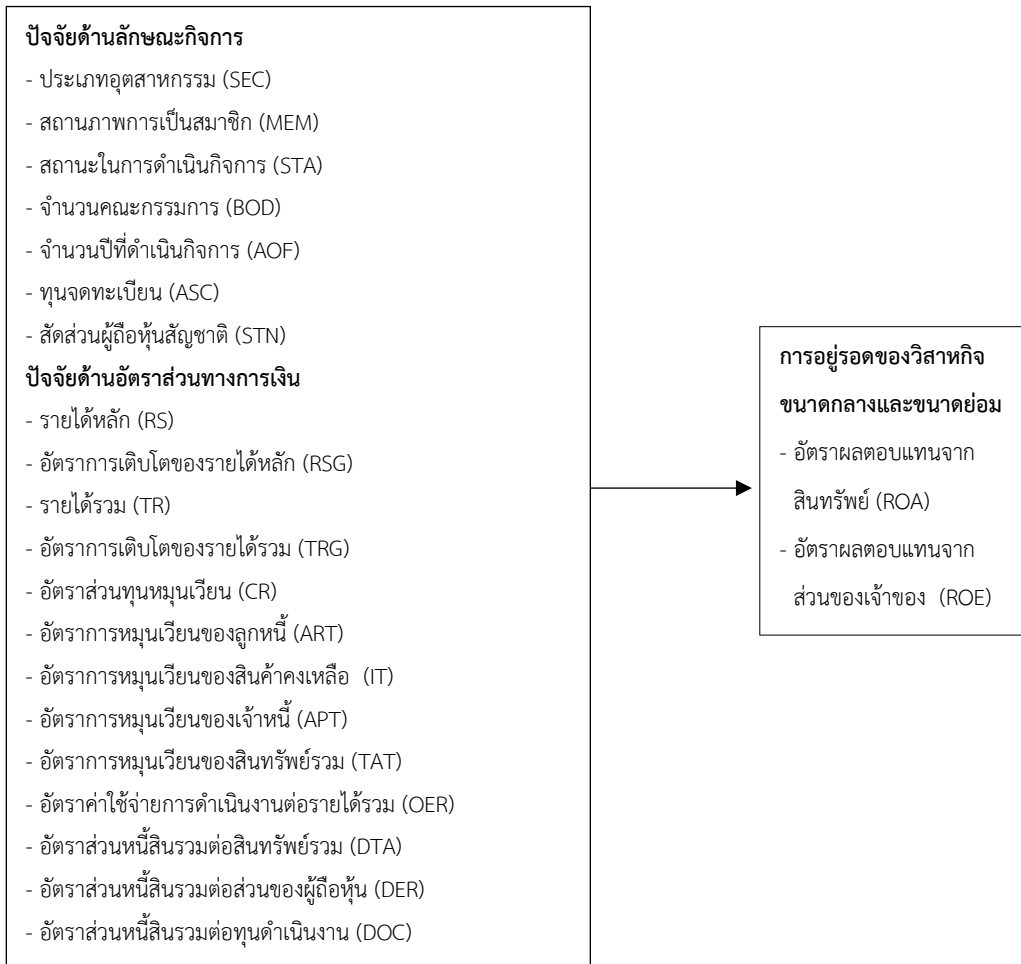 ปัจจัยด้านลักษณะกิจการ
- ประเภทอุตสาหกรรม (SEC)
- สถานภาพการเป็นสมาชิก (MEM)
- สถานะในการดำเนินกิจการ (STA)
- จำนวนคณะกรรมการ (BOD)
- จำนวนปีที่ดำเนินกิจการ (AOF)
- ทุนจดทะเบียน (ASC)
- สัดส่วนผู้ถือหุ้นสัญชาติ (STN)
ปัจจัยด้านอัตราส่วนทางการเงิน
- รายได้หลัก (RS)
- อัตราการเติบโตของรายได้หลัก (RSG)
- รายได้รวม (TR)
- อัตราการเติบโตของรายได้รวม (TRG)
- อัตราส่วนทุนหมุนเวียน (CR)
- อัตราการหมุนเวียนของลูกหนี้ (ART)
- อัตราการหมุนเวียนของสินค้าคงเหลือ (IT)
- อัตราการหมุนเวียนของเจ้าหนี้ (APT)
- อัตราการหมุนเวียนของสินทรัพย์รวม (TAT)
- อัตราค่าใช้จ่ายการดำเนินงานต่อรายได้รวม (OER)
- อัตราส่วนหนี้สินรวมต่อสินทรัพย์รวม (DTA)
- อัตราส่วนหนี้สินรวมต่อส่วนของผู้ถือหุ้น (DER)
- อัตราส่วนหนี้สินรวมต่อทุนดำเนินงาน (DOC)
การอยู่รอดของวิสาหกิจ
ขนาดกลางและขนาดย่อม
- อัตราผลตอบแทนจาก
สินทรัพย์ (ROA)
- อัตราผลตอบแทนจาก
ส่วนของเจ้าของ (ROE)